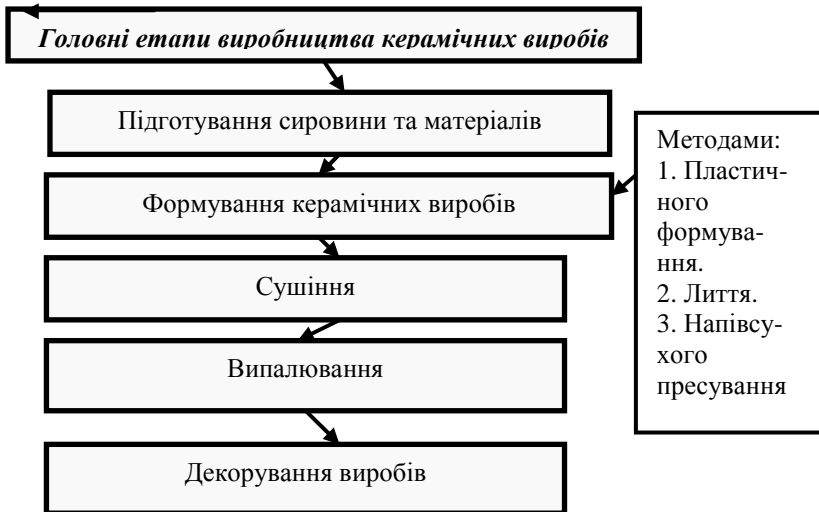 Головні етапи виробництва керамічних виробів
Підготування сировини та матеріалів
Формування керамічних виробів
Сушіння
Випалювання
Декорування виробів
Методами:
1. Пластич-
ного
формува-
ння.
2. Лиття.
3. Напівсу-
хого
пресування